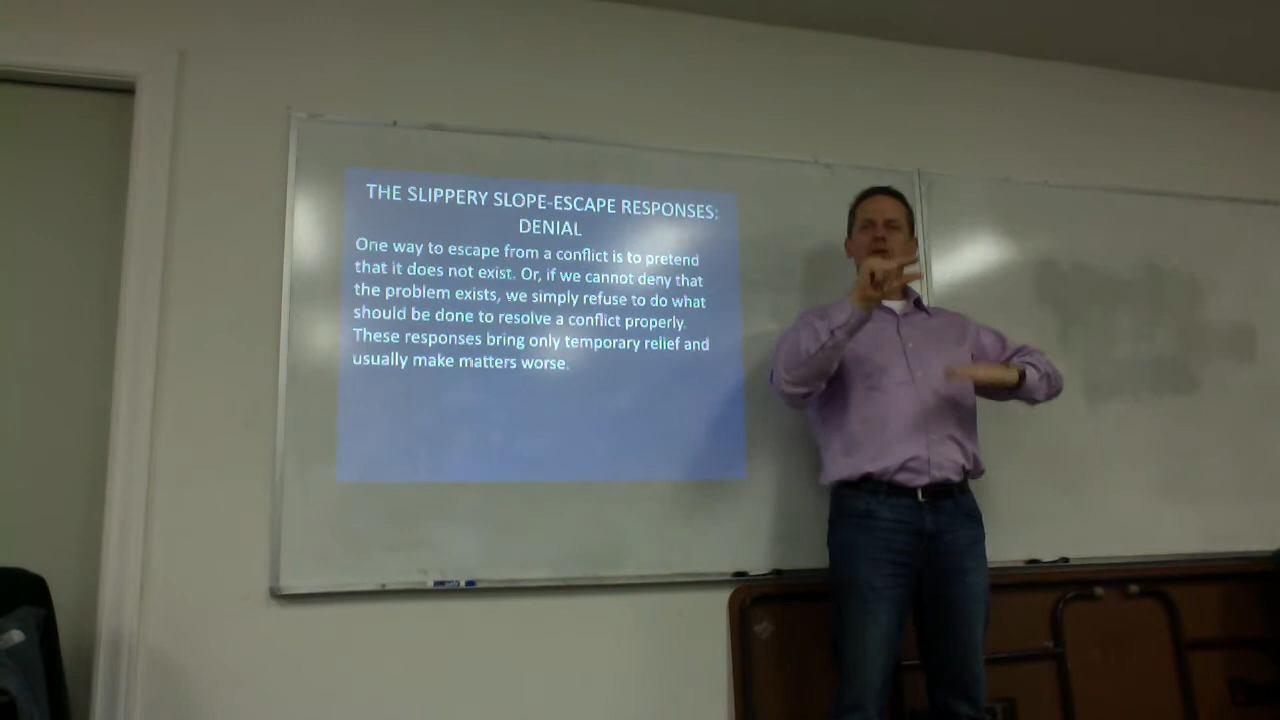 THE SLIPPERY SLOPE-ESCAPE RESPONSES:
DENIAL
One way to escape from a conflict is to pretend
that it does not exist. Or, if we cannot deny that
the problem exists, we simply refuse to do what
should be done to resolve a conflict properly.
These responses bring only temporary relief and
usually make matters worse.